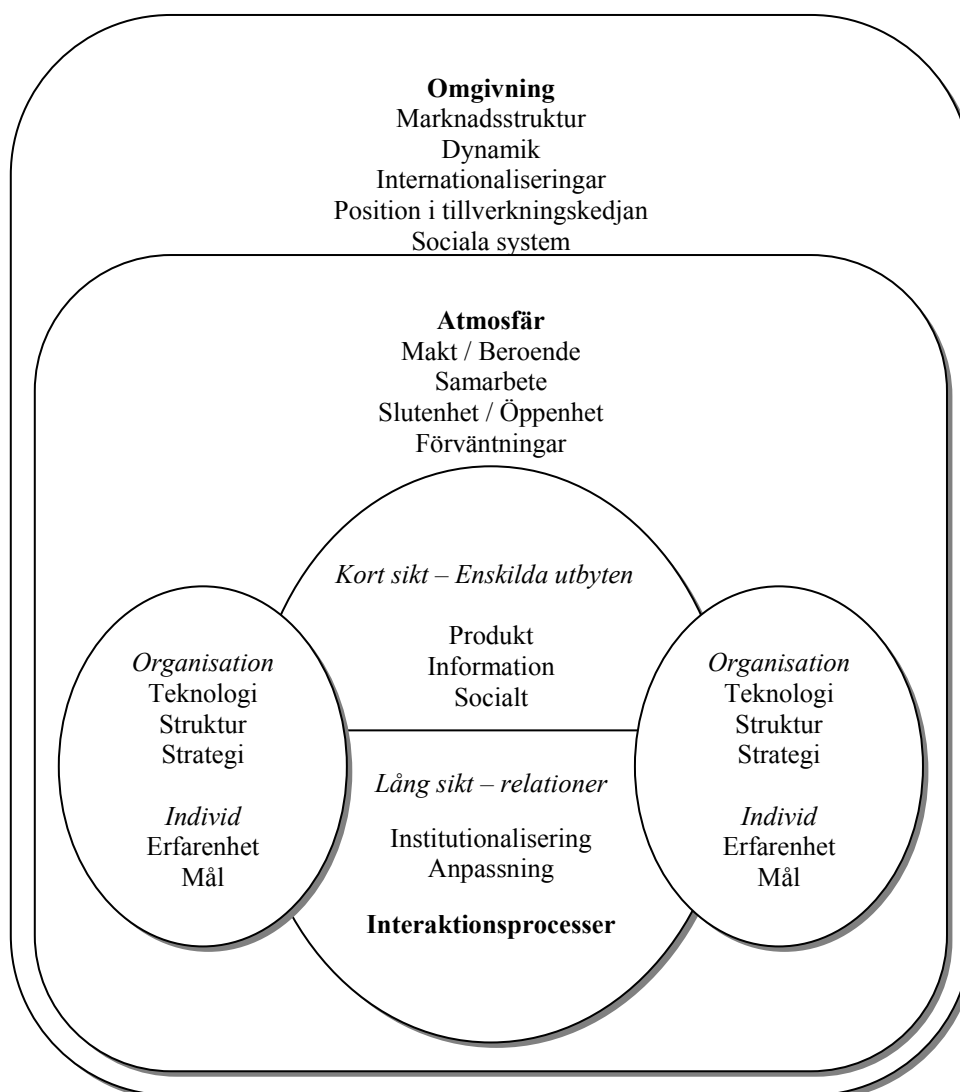 Omgivning
Marknadsstruktur
Dynamik
Internationaliseringar
Position i tillverkningskedjan
Sociala system
Atmosfär
Makt / Beroende
Samarbete
Slutenhet / Öppenhet
Förväntningar
Kort sikt – Enskilda utbyten
Produkt
Information
Socialt
Organisation
Teknologi
Struktur
Strategi
Individ
Erfarenhet
Mål
Lång sikt – relationer
Institutionalisering
Anpassning
Interaktionsprocesser
Organisation
Teknologi
Struktur
Strategi
Individ
Erfarenhet
Mål